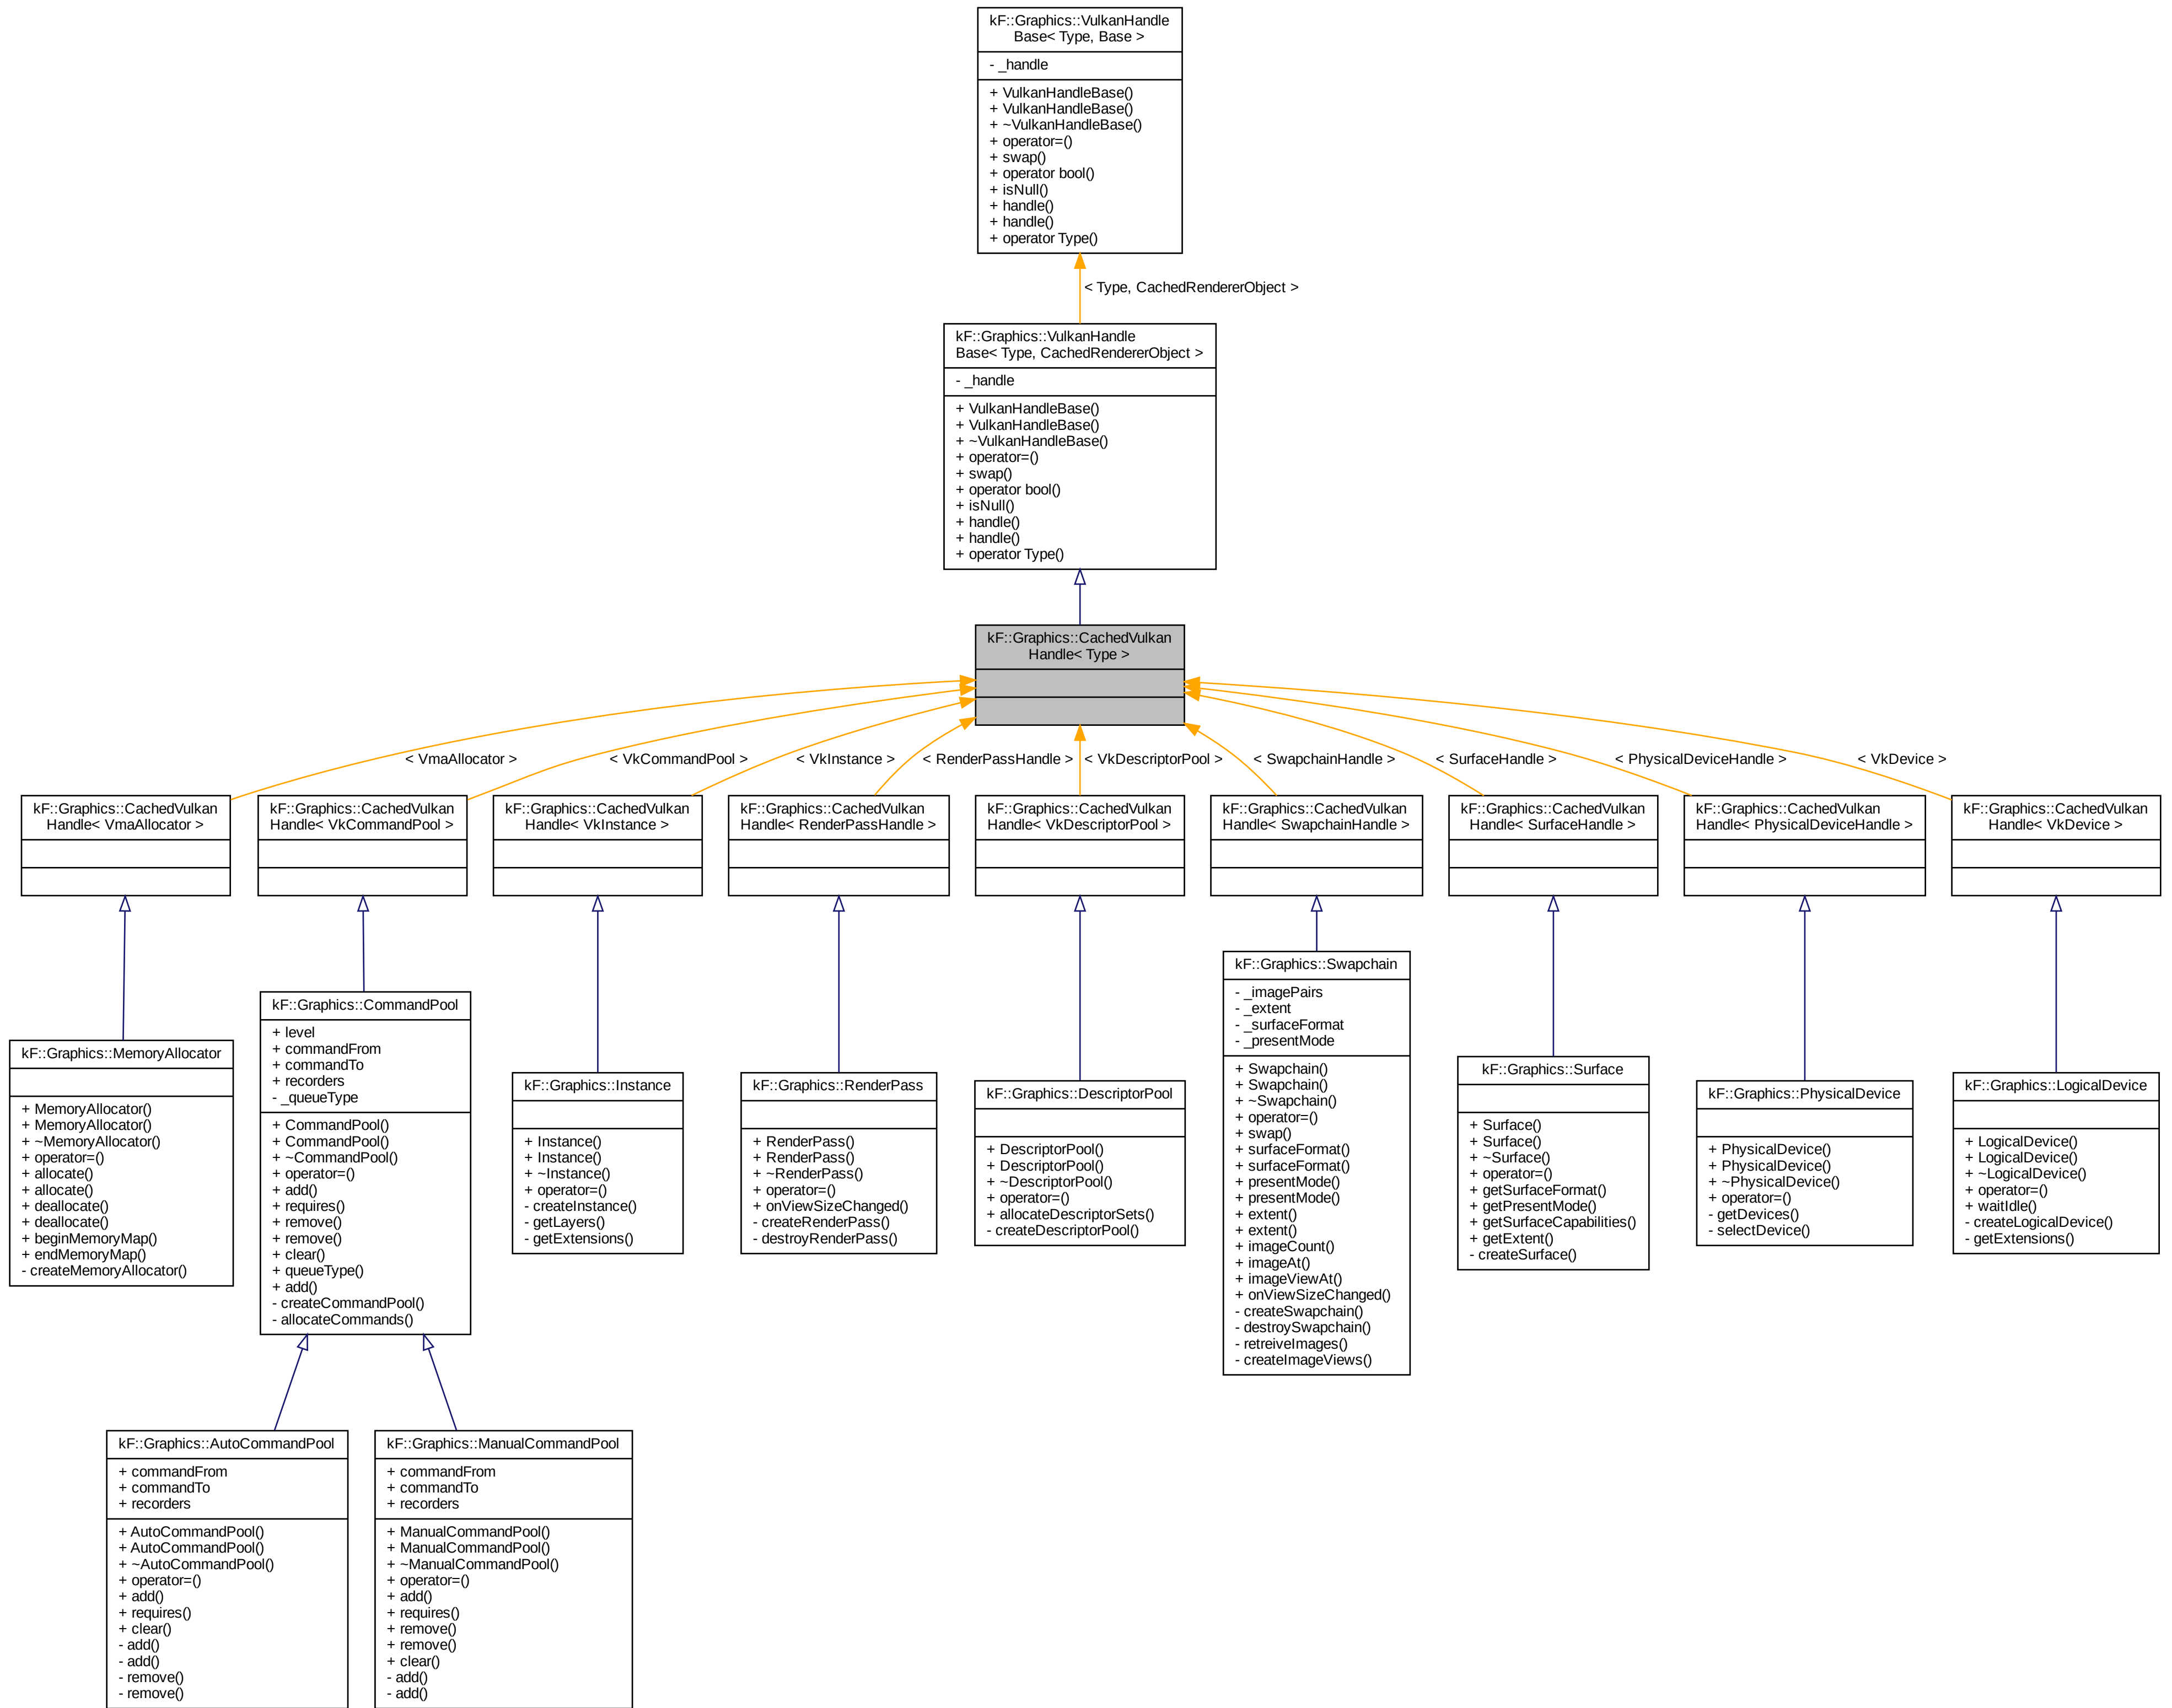 kF::Graphics::VulkanHandle
Base< Type, Base >
- _handle
+ VulkanHandleBase()
+ VulkanHandleBase()
+ ~VulkanHandleBase()
+ operator=()
+ swap()
+ operator bool()
+ isNull()
+ handle()
+ handle()
+ operator Type()
< Type, CachedRendererObject >
kF::Graphics::VulkanHandle
Base< Type, CachedRendererObject >
- _handle
+ VulkanHandleBase()
+ VulkanHandleBase()
+ ~VulkanHandleBase()
+ operator=()
+ swap()
+ operator bool()
+ isNull()
+ handle()
+ handle()
+ operator Type()
kF::Graphics::CachedVulkan
Handle< Type >
< VmaAllocator >
< VkCommandPool >
< VkInstance >
< RenderPassHandle >
< VkDescriptorPool >
< SwapchainHandle >
< SurfaceHandle >
< PhysicalDeviceHandle >
< VkDevice >
kF::Graphics::CachedVulkan
Handle< VmaAllocator >
kF::Graphics::CachedVulkan
Handle< VkCommandPool >
kF::Graphics::CachedVulkan
Handle< VkInstance >
kF::Graphics::CachedVulkan
Handle< RenderPassHandle >
kF::Graphics::CachedVulkan
Handle< VkDescriptorPool >
kF::Graphics::CachedVulkan
Handle< SwapchainHandle >
kF::Graphics::CachedVulkan
Handle< SurfaceHandle >
kF::Graphics::CachedVulkan
Handle< PhysicalDeviceHandle >
kF::Graphics::CachedVulkan
Handle< VkDevice >
kF::Graphics::MemoryAllocator
+ MemoryAllocator()
+ MemoryAllocator()
+ ~MemoryAllocator()
+ operator=()
+ allocate()
+ allocate()
+ deallocate()
+ deallocate()
+ beginMemoryMap()
+ endMemoryMap()
- createMemoryAllocator()
kF::Graphics::CommandPool
+ level
+ commandFrom
+ commandTo
+ recorders
- _queueType
+ CommandPool()
+ CommandPool()
+ ~CommandPool()
+ operator=()
+ add()
+ requires()
+ remove()
+ remove()
+ clear()
+ queueType()
+ add()
- createCommandPool()
- allocateCommands()
kF::Graphics::Instance
+ Instance()
+ Instance()
+ ~Instance()
+ operator=()
- createInstance()
- getLayers()
- getExtensions()
kF::Graphics::RenderPass
+ RenderPass()
+ RenderPass()
+ ~RenderPass()
+ operator=()
+ onViewSizeChanged()
- createRenderPass()
- destroyRenderPass()
kF::Graphics::DescriptorPool
+ DescriptorPool()
+ DescriptorPool()
+ ~DescriptorPool()
+ operator=()
+ allocateDescriptorSets()
- createDescriptorPool()
kF::Graphics::Swapchain
- _imagePairs
- _extent
- _surfaceFormat
- _presentMode
+ Swapchain()
+ Swapchain()
+ ~Swapchain()
+ operator=()
+ swap()
+ surfaceFormat()
+ surfaceFormat()
+ presentMode()
+ presentMode()
+ extent()
+ extent()
+ imageCount()
+ imageAt()
+ imageViewAt()
+ onViewSizeChanged()
- createSwapchain()
- destroySwapchain()
- retreiveImages()
- createImageViews()
kF::Graphics::Surface
+ Surface()
+ Surface()
+ ~Surface()
+ operator=()
+ getSurfaceFormat()
+ getPresentMode()
+ getSurfaceCapabilities()
+ getExtent()
- createSurface()
kF::Graphics::PhysicalDevice
+ PhysicalDevice()
+ PhysicalDevice()
+ ~PhysicalDevice()
+ operator=()
- getDevices()
- selectDevice()
kF::Graphics::LogicalDevice
+ LogicalDevice()
+ LogicalDevice()
+ ~LogicalDevice()
+ operator=()
+ waitIdle()
- createLogicalDevice()
- getExtensions()
kF::Graphics::AutoCommandPool
+ commandFrom
+ commandTo
+ recorders
+ AutoCommandPool()
+ AutoCommandPool()
+ ~AutoCommandPool()
+ operator=()
+ add()
+ requires()
+ clear()
- add()
- add()
- remove()
- remove()
kF::Graphics::ManualCommandPool
+ commandFrom
+ commandTo
+ recorders
+ ManualCommandPool()
+ ManualCommandPool()
+ ~ManualCommandPool()
+ operator=()
+ add()
+ requires()
+ remove()
+ remove()
+ clear()
- add()
- add()